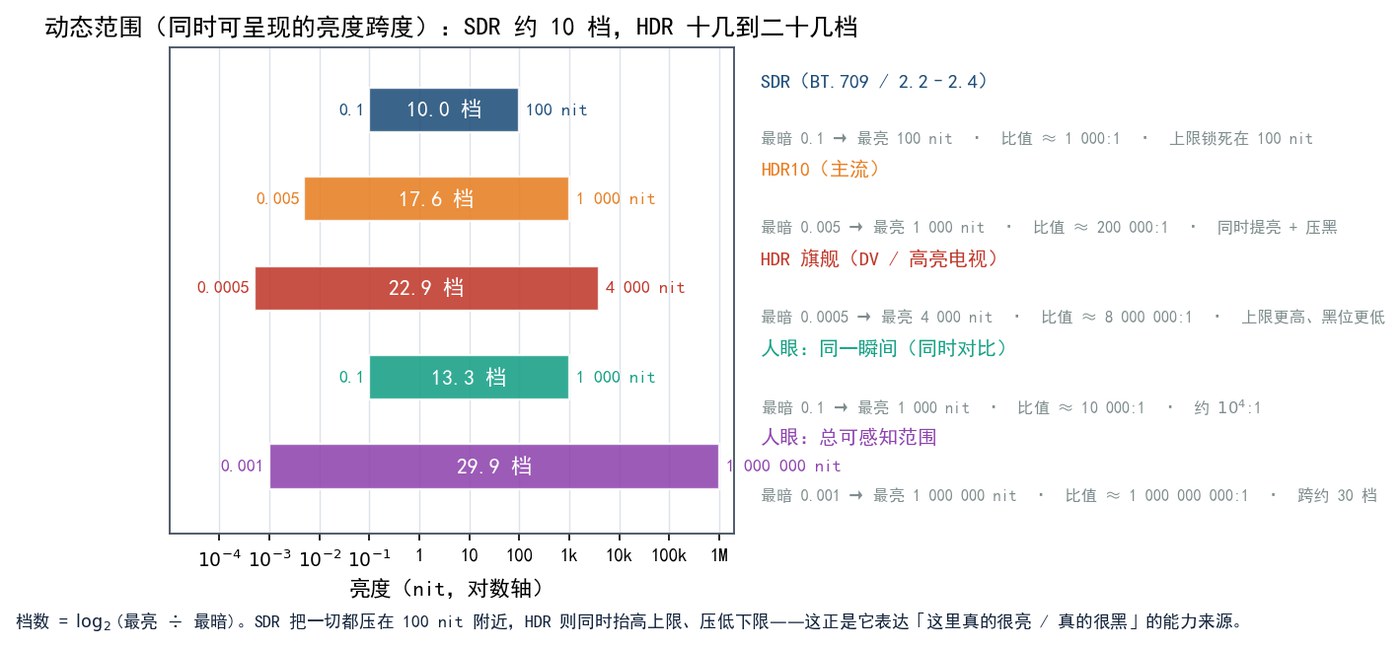 动态范围（同时可呈现的亮度跨度）：SDR 约 10 档，HDR 十几到二十几档
0.1 10.0 档 100 nit
0.005 17.6 档 1 000 nit
0.0005 22.9 档 4 000 nit
0.1 13.3 档 1 000 nit
0.001 29.9 档 1 000 000 nit
10⁻⁴ 10⁻³ 10⁻² 10⁻¹ 1 10 100 1k 10k 100k 1M
亮度（nit，对数轴）
SDR（BT.709 / 2.2–2.4）
最暗 0.1 → 最亮 100 nit · 比值 ≈ 1 000:1 · 上限锁死在 100 nit
HDR10（主流）
最暗 0.005 → 最亮 1 000 nit · 比值 ≈ 200 000:1 · 同时提亮 + 压黑
HDR 旗舰（DV / 高亮电视）
最暗 0.0005 → 最亮 4 000 nit · 比值 ≈ 8 000 000:1 · 上限更高、黑位更低
人眼：同一瞬间（同时对比）
最暗 0.1 → 最亮 1 000 nit · 比值 ≈ 10 000:1 · 约 10⁴:1
人眼：总可感知范围
最暗 0.001 → 最亮 1 000 000 nit · 比值 ≈ 1 000 000 000:1 · 跨约 30 档
档数 = log₂(最亮 ÷ 最暗)。SDR 把一切都压在 100 nit 附近，HDR 则同时抬高上限、压低下限——这正是它表达「这里真的很亮 / 真的很黑」的能力来源。